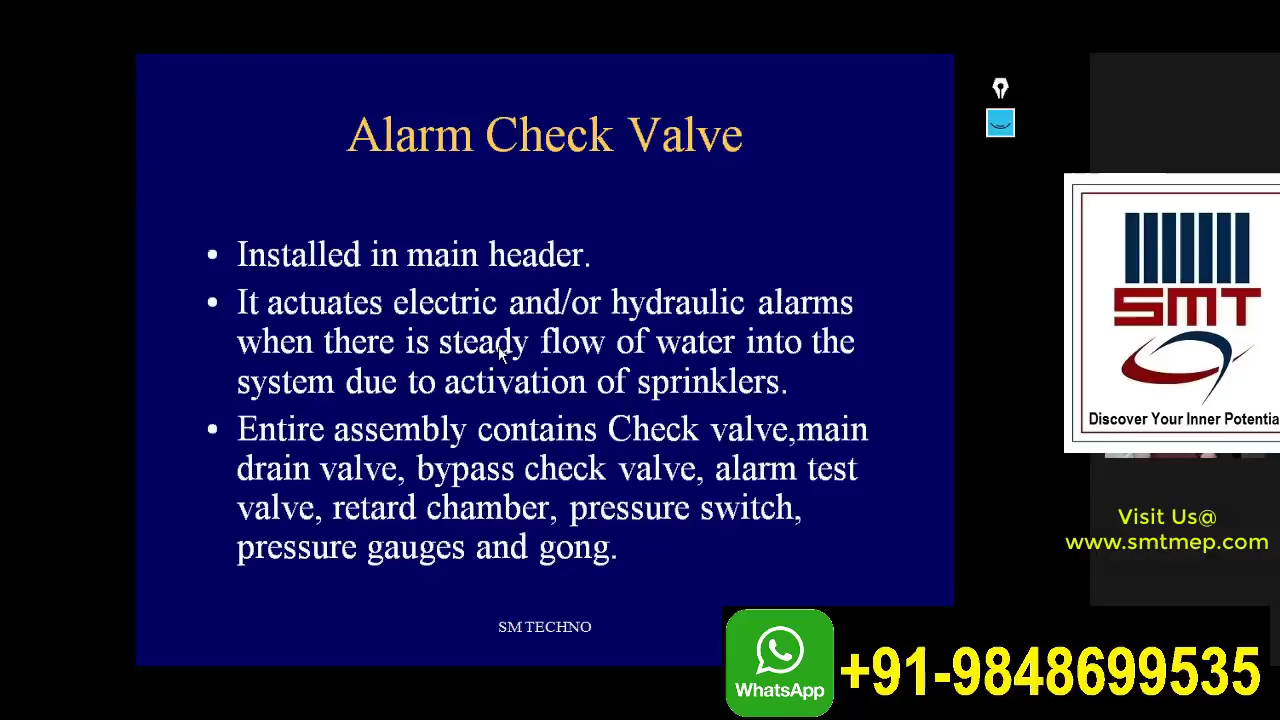 Alarm Check Valve
• Installed in main header.
• It actuates electric and/or hydraulic alarms
when there is steady flow of water into the
system due to activation of sprinklers.
• Entire assembly contains Check valve,main
drain valve, bypass check valve, alarm test
valve, retard chamber, pressure switch,
pressure gauges and gong.
SM TECHNO
SMT
Discover Your Inner Potentia
Visit Us@
www.smtmep.com
WhatsApp
+91-9848699535